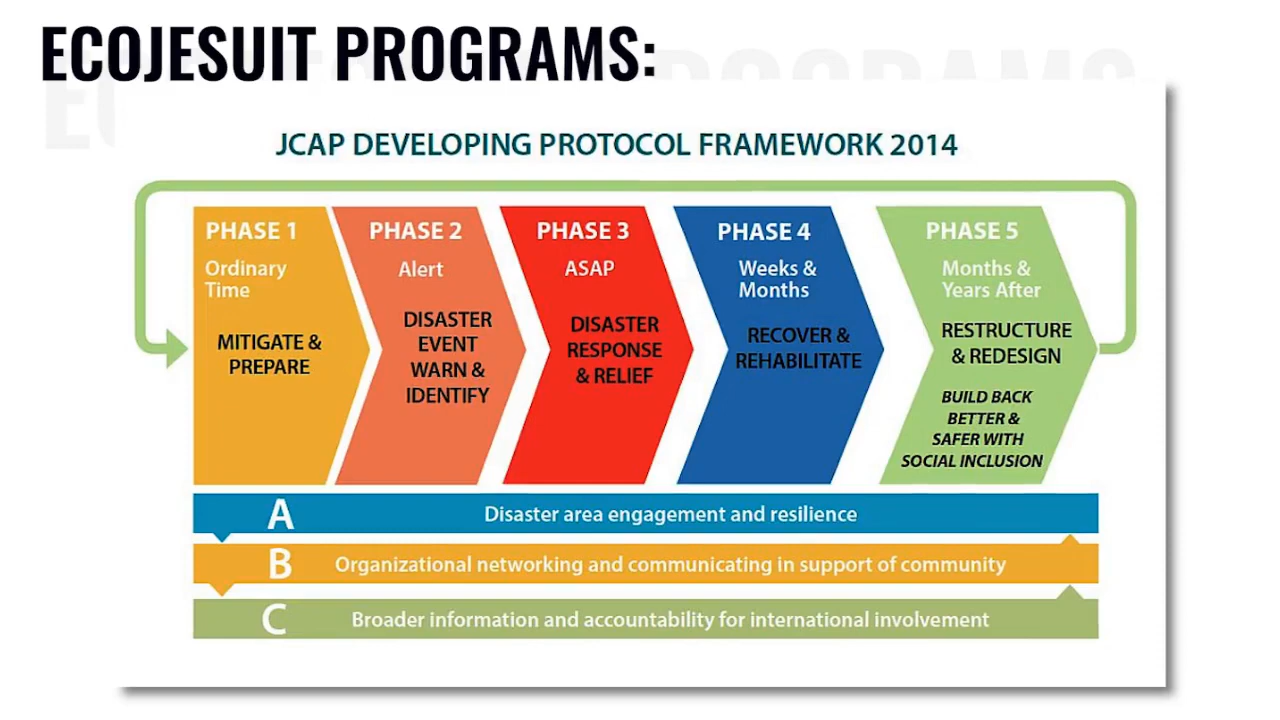 ECOJESUIT PROGRAMS:
JCAP DEVELOPING PROTOCOL FRAMEWORK 2014
PHASE 1
Ordinary
Time
MITIGATE &
PREPARE
PHASE 2
Alert
DISASTER
EVENT
WARN &
IDENTIFY
PHASE 3
ASAP
DISASTER
RESPONSE
& RELIEF
PHASE 4
Weeks &
Months
RECOVER &
REHABILITATE
PHASE 5
Months &
Years After
RESTRUCTURE
& REDESIGN
BUILD BACK
BETTER &
SAFER WITH
SOCIAL INCLUSION
A Disaster area engagement and resilience
B Organizational networking and communicating in support of community
C Broader information and accountability for international involvement